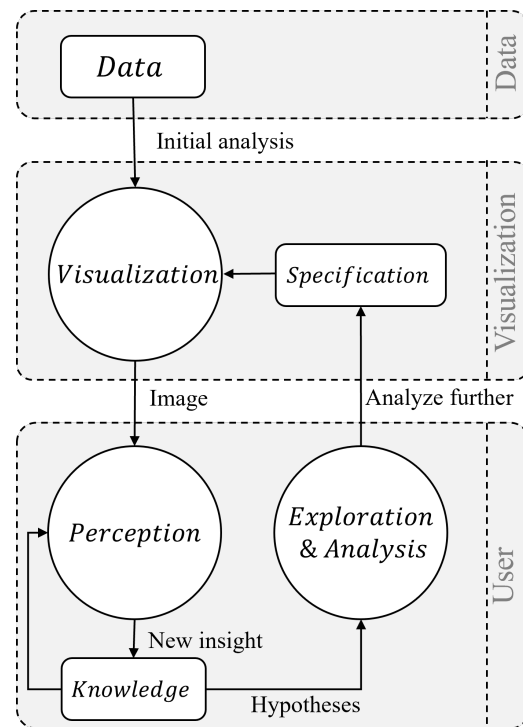 Data
Data
Initial analysis
Visualization
Specification
Visualization
Image
Analyze further
Perception
Exploration
& Analysis
User
New insight
Knowledge
Hypotheses